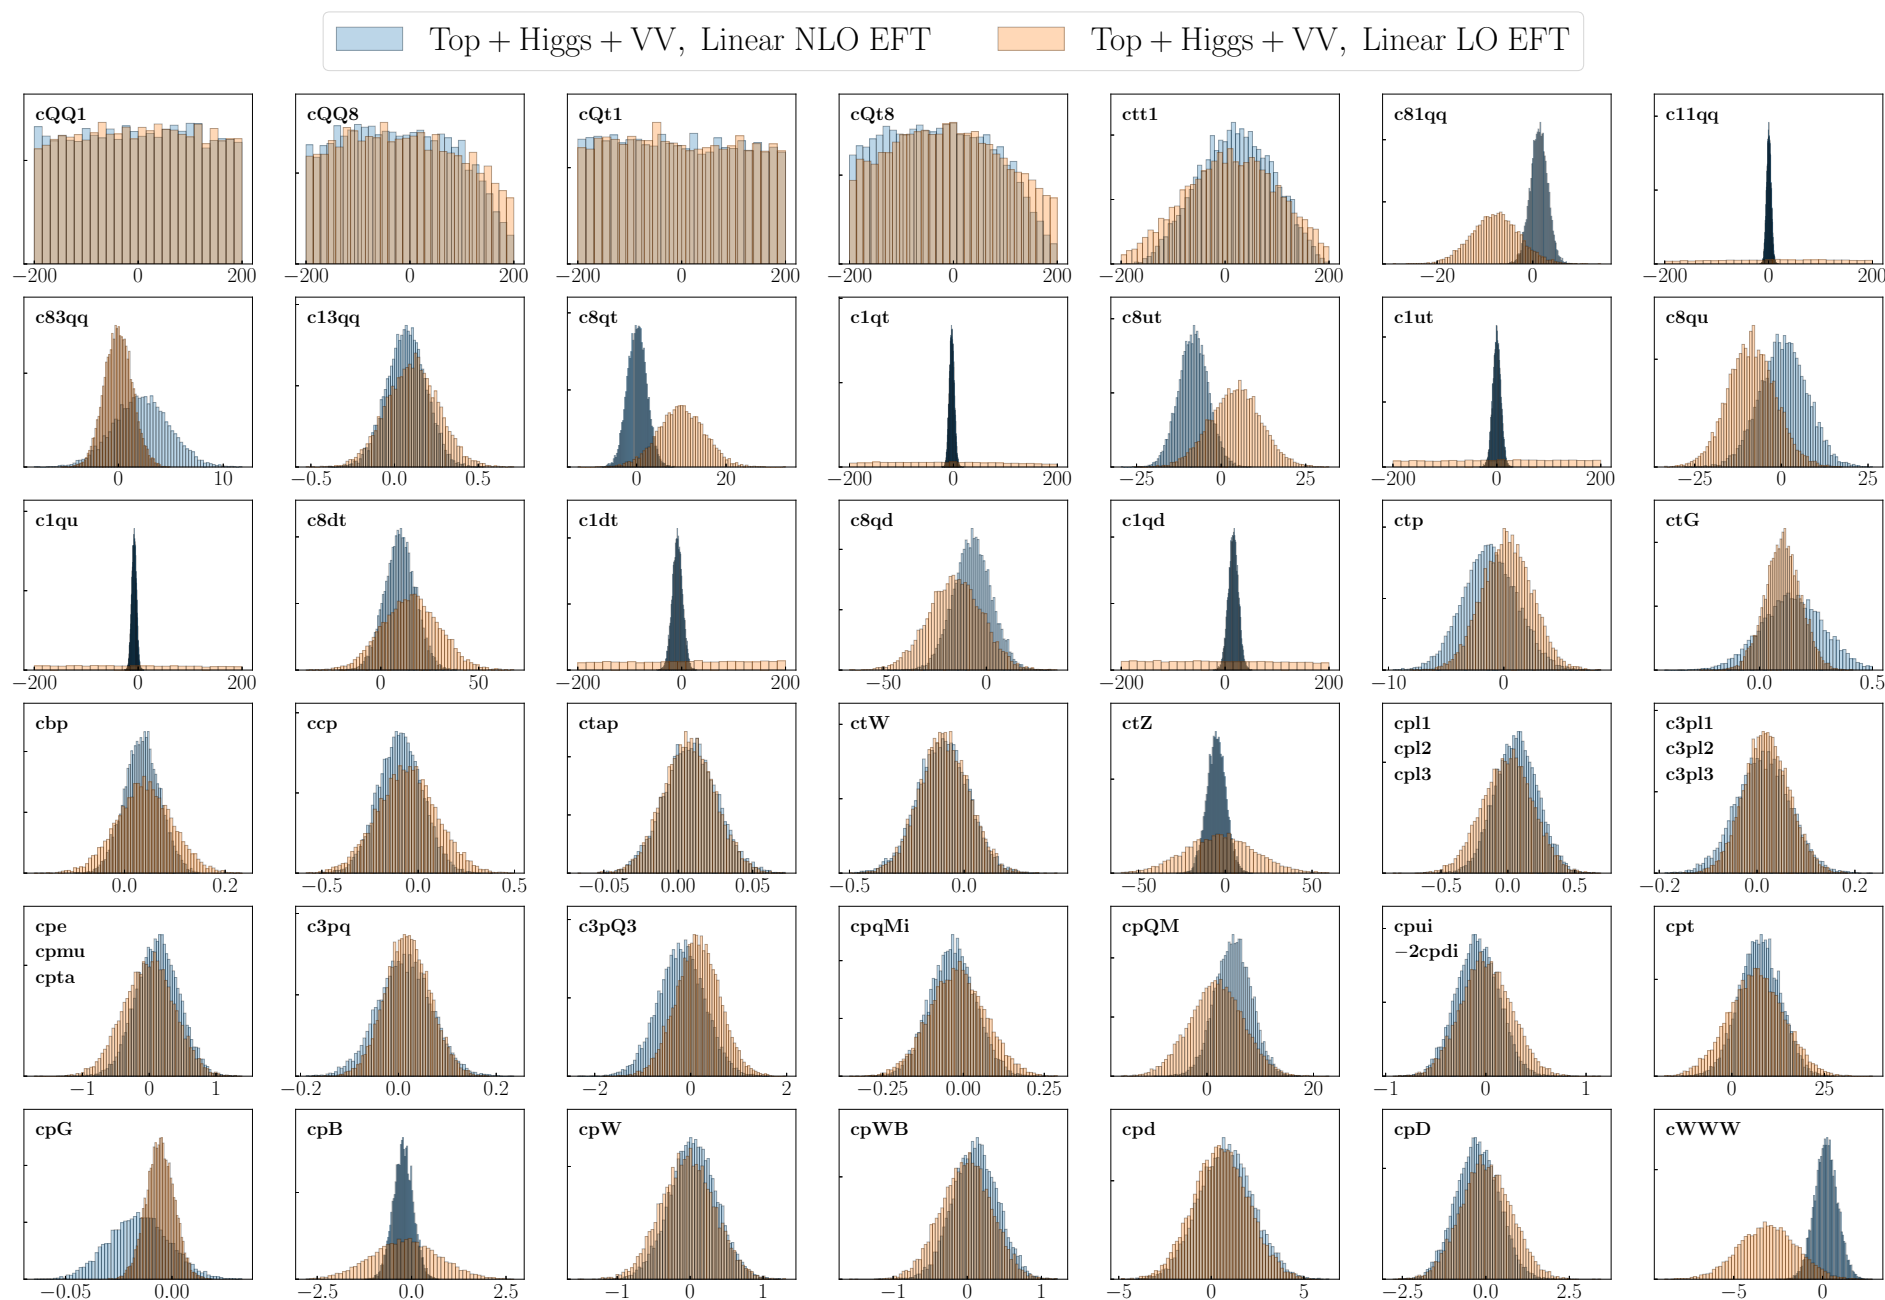 Top + Higgs + VV, Linear NLO EFT
Top + Higgs + VV, Linear LO EFT
cQQ1
−200 0 200
cQQ8
−200 0 200
cQt1
−200 0 200
cQt8
−200 0 200
ctt1
−200 0 200
c81qq
−20 0
c11qq
−200 0 200
c83qq
0 10
c13qq
−0.5 0.0 0.5
c8qt
0 20
c1qt
−200 0 200
c8ut
−25 0 25
c1ut
−200 0 200
c8qu
−25 0 25
c1qu
−200 0 200
c8dt
0 50
c1dt
−200 0 200
c8qd
−50 0
c1qd
−200 0 200
ctp
−10 0
ctG
0.0 0.5
cbp
0.0 0.2
ccp
−0.5 0.0 0.5
ctap
−0.05 0.00 0.05
ctW
−0.5 0.0
ctZ
−50 0 50
cpl1
cpl2
cpl3
−0.5 0.0 0.5
c3pl1
c3pl2
c3pl3
−0.2 0.0 0.2
cpe
cpmu
cpta
−1 0 1
c3pq
−0.2 0.0 0.2
c3pQ3
−2 0 2
cpqMi
−0.25 0.00 0.25
cpQM
0 20
cpui
−2cpdi
−1 0 1
cpt
0 25
cpG
−0.05 0.00
cpB
−2.5 0.0 2.5
cpW
−1 0 1
cpWB
−1 0 1
cpd
−5 0 5
cpD
−2.5 0.0 2.5
cWWW
−5 0